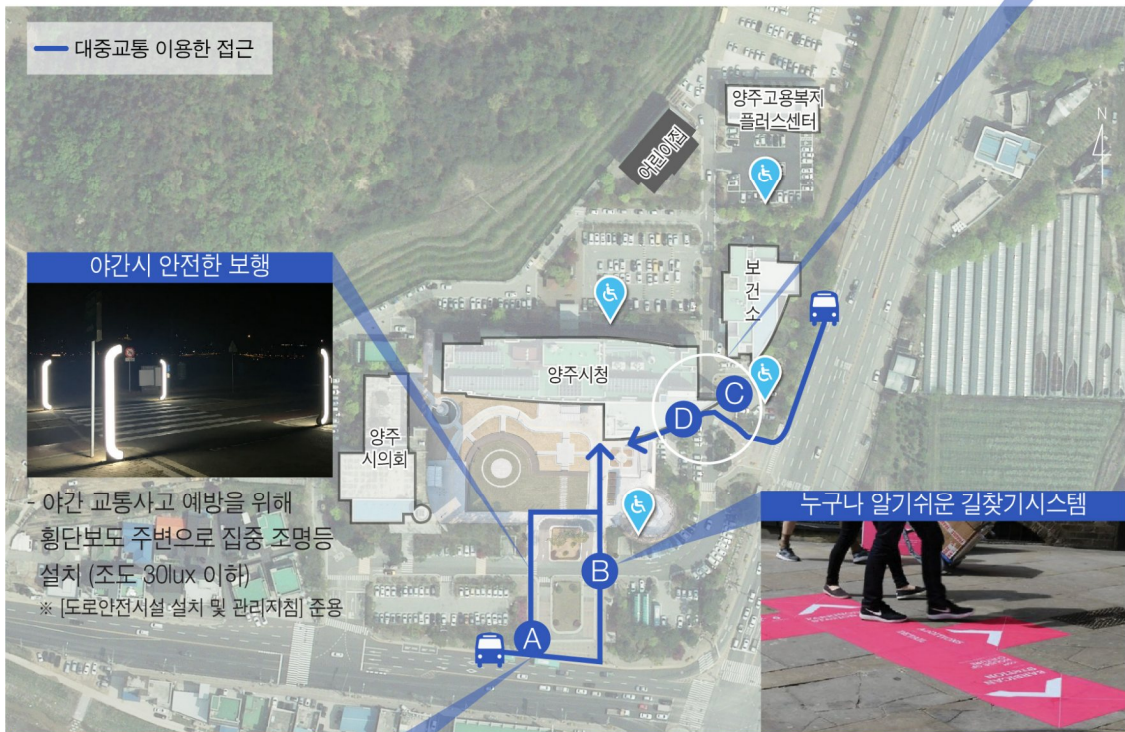 대중교통 이용한 접근
양주고용복지
플러스센터
어린이집
N
야간시 안전한 보행
보건소
양주시청
C
D
양주
시의회
- 야간 교통사고 예방을 위해
횡단보도 주변으로 집중 조명등
설치 (조도 30lux 이하)
※ [도로안전시설 설치 및 관리지침] 준용
누구나 알기쉬운 길찾기시스템
B
A
BARBICAN
STATION